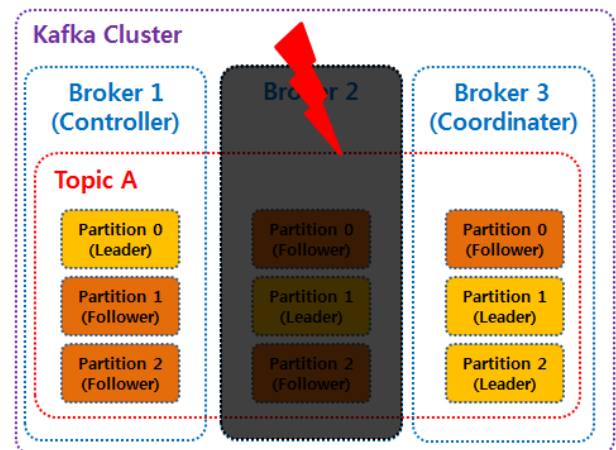 Kafka Cluster
Broker 1
(Controller)
Broker 2
Broker 3
(Coordinater)
Topic A
Partition 0
(Leader)
Partition 0
(Follower)
Partition 0
(Follower)
Partition 1
(Follower)
Partition 1
(Leader)
Partition 1
(Leader)
Partition 2
(Follower)
Partition 2
(Follower)
Partition 2
(Leader)